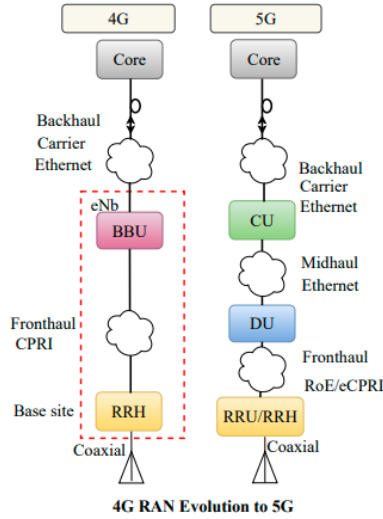 4G
5G
Core
Core
Backhaul
Carrier
Ethernet
Backhaul
Carrier
Ethernet
eNb
BBU
CU
Midhaul
Ethernet
DU
Fronthaul
CPRI
Fronthaul
RoE/eCPRI
Base site
RRH
RRU/RRH
Coaxial
Coaxial
4G RAN Evolution to 5G